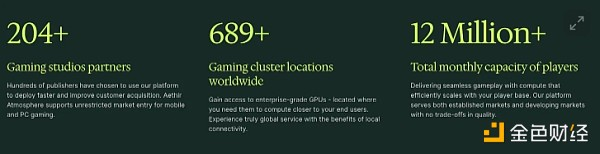 204+
Gaming studios partners
Hundreds of publishers have chosen to use our platform
to deploy faster and improve customer acquisition. Aethir
Atmosphere supports unrestricted market entry for mobile
and PC gaming.
689+
Gaming cluster locations
worldwide
Gain access to enterprise-grade GPUs – located where
you need them to compute closer to your end users.
Experience truly global service with the benefits of local
connectivity.
12 Million+
Total monthly capacity of players
Delivering seamless gameplay with compute that
efficiently scales with your player base. Our platform
serves both established markets and developing markets
with no trade-offs in quality.
金色财经